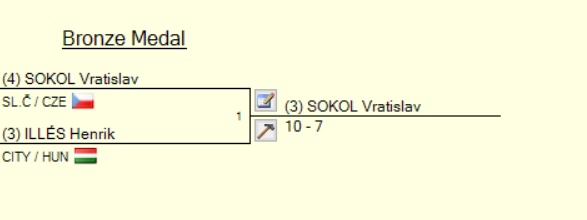 Bronze Medal
(4) SOKOL Vratislav
SL.Č / CZE
1
(3) SOKOL Vratislav
10 - 7
(3) ILLÉS Henrik
CITY / HUN